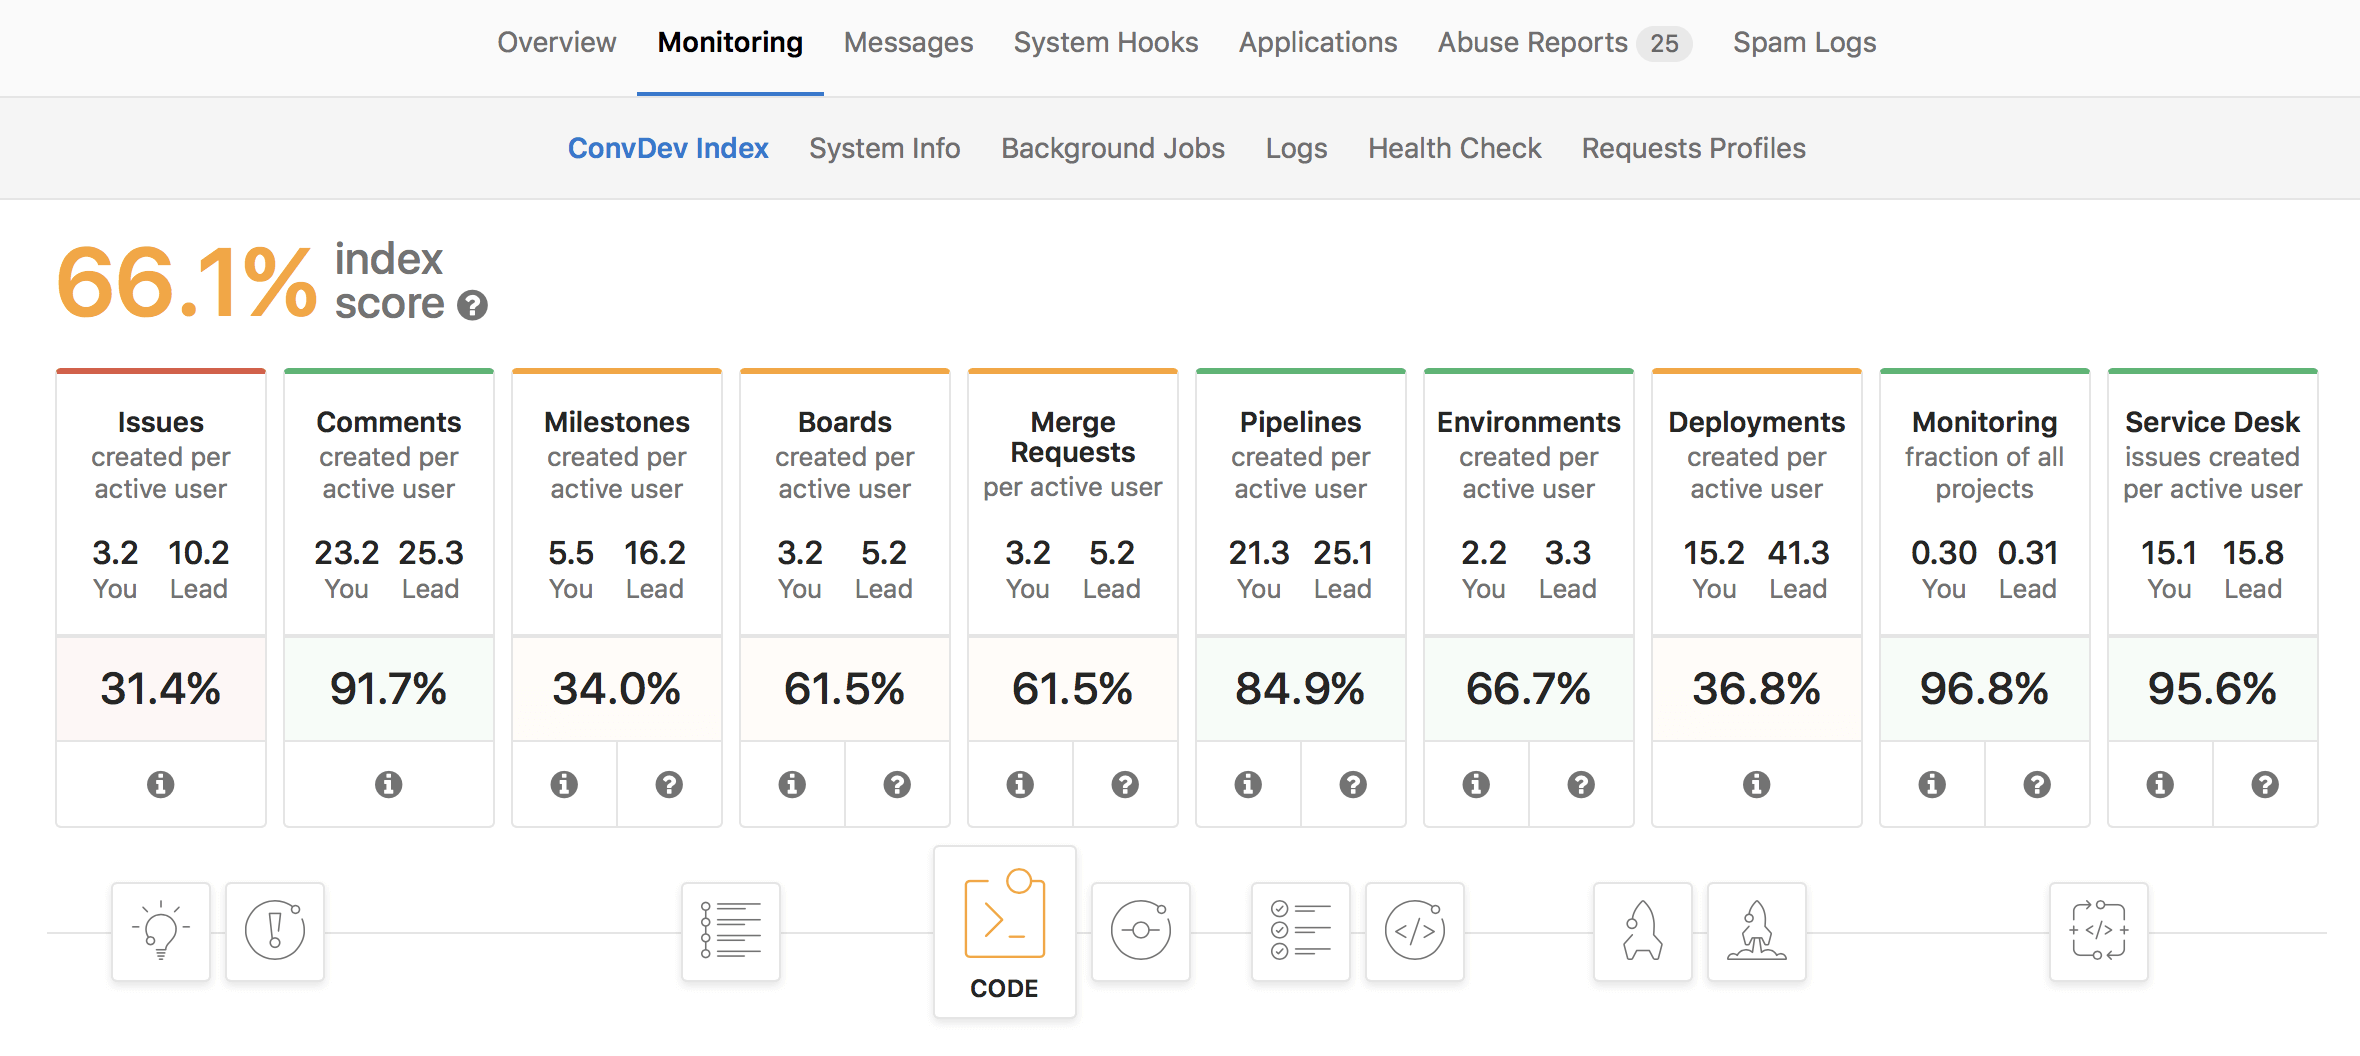 Overview Monitoring Messages System Hooks Applications Abuse Reports 25 Spam Logs
ConvDev Index System Info Background Jobs Logs Health Check Requests Profiles
66.1% index
score ?
Issues
created per
active user
3.2 10.2
You Lead
31.4%
Comments
created per
active user
23.2 25.3
You Lead
91.7%
Milestones
created per
active user
5.5 16.2
You Lead
34.0%
Boards
created per
active user
3.2 5.2
You Lead
61.5%
Merge
Requests
per active user
3.2 5.2
You Lead
61.5%
Pipelines
created per
active user
21.3 25.1
You Lead
84.9%
Environments
created per
active user
2.2 3.3
You Lead
66.7%
Deployments
created per
active user
15.2 41.3
You Lead
36.8%
Monitoring
fraction of all
projects
0.30 0.31
You Lead
96.8%
Service Desk
issues created
per active user
15.1 15.8
You Lead
95.6%
CODE